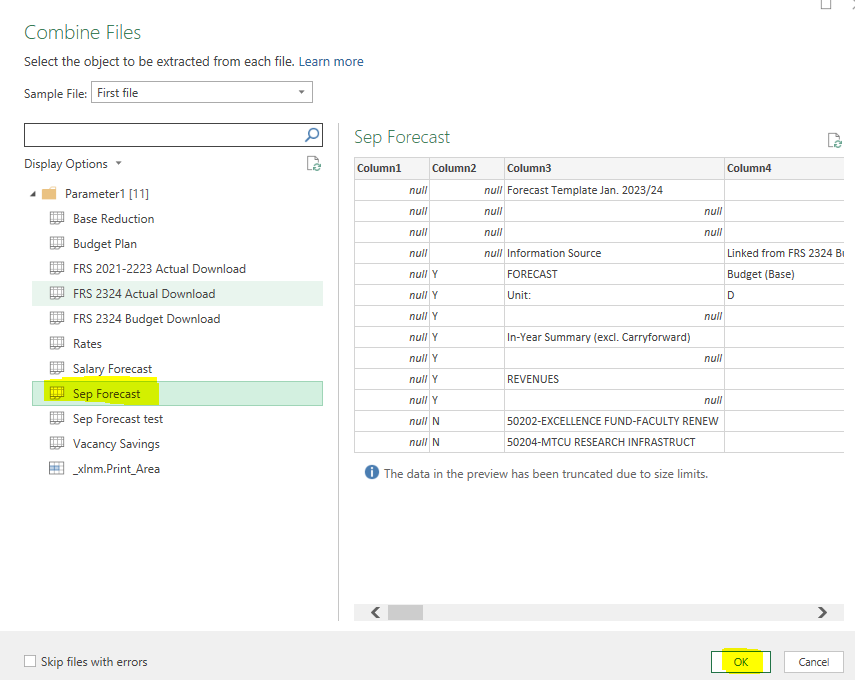 Combine Files
Select the object to be extracted from each file. Learn more
Sample File: First file
Display Options
Parameter1 [11]
Base Reduction
Budget Plan
FRS 2021-2223 Actual Download
FRS 2324 Actual Download
FRS 2324 Budget Download
Rates
Salary Forecast
Sep Forecast
Sep Forecast test
Vacancy Savings
_xlnm.Print_Area
Sep Forecast
Column1 Column2 Column3 Column4
null null Forecast Template Jan. 2023/24
null null null
null null null
null null Information Source Linked from FRS 2324 Bu
null Y FORECAST Budget (Base)
null Y Unit: D
null Y null
null Y In-Year Summary (excl. Carryforward)
null Y null
null Y REVENUES
null Y null
null N 50202-EXCELLENCE FUND-FACULTY RENEW
null N 50204-MTCU RESEARCH INFRASTRUCT
The data in the preview has been truncated due to size limits.
Skip files with errors
OK Cancel